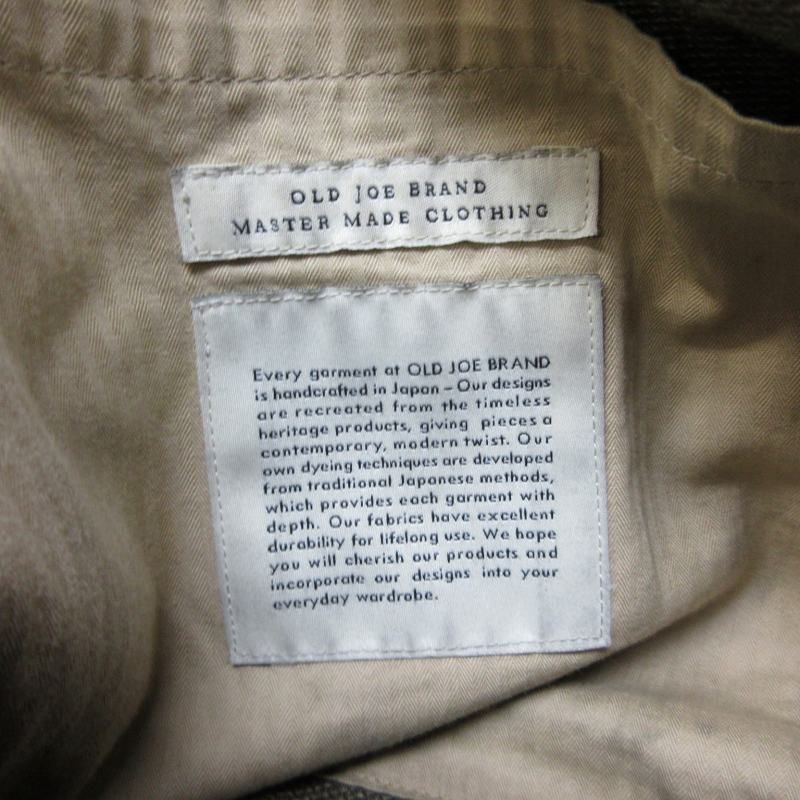 OLD JOE BRAND
MASTER MADE CLOTHING
Every garment at OLD JOE BRAND
is handcrafted in Japan – Our designs
are recreated from the timeless
heritage products, giving pieces a
contemporary, modern twist. Our
own dyeing techniques are developed
from traditional Japanese methods,
which provides each garment with
depth. Our fabrics have excellent
durability for lifelong use. We hope
you will cherish our products and
incorporate our designs into your
everyday wardrobe.